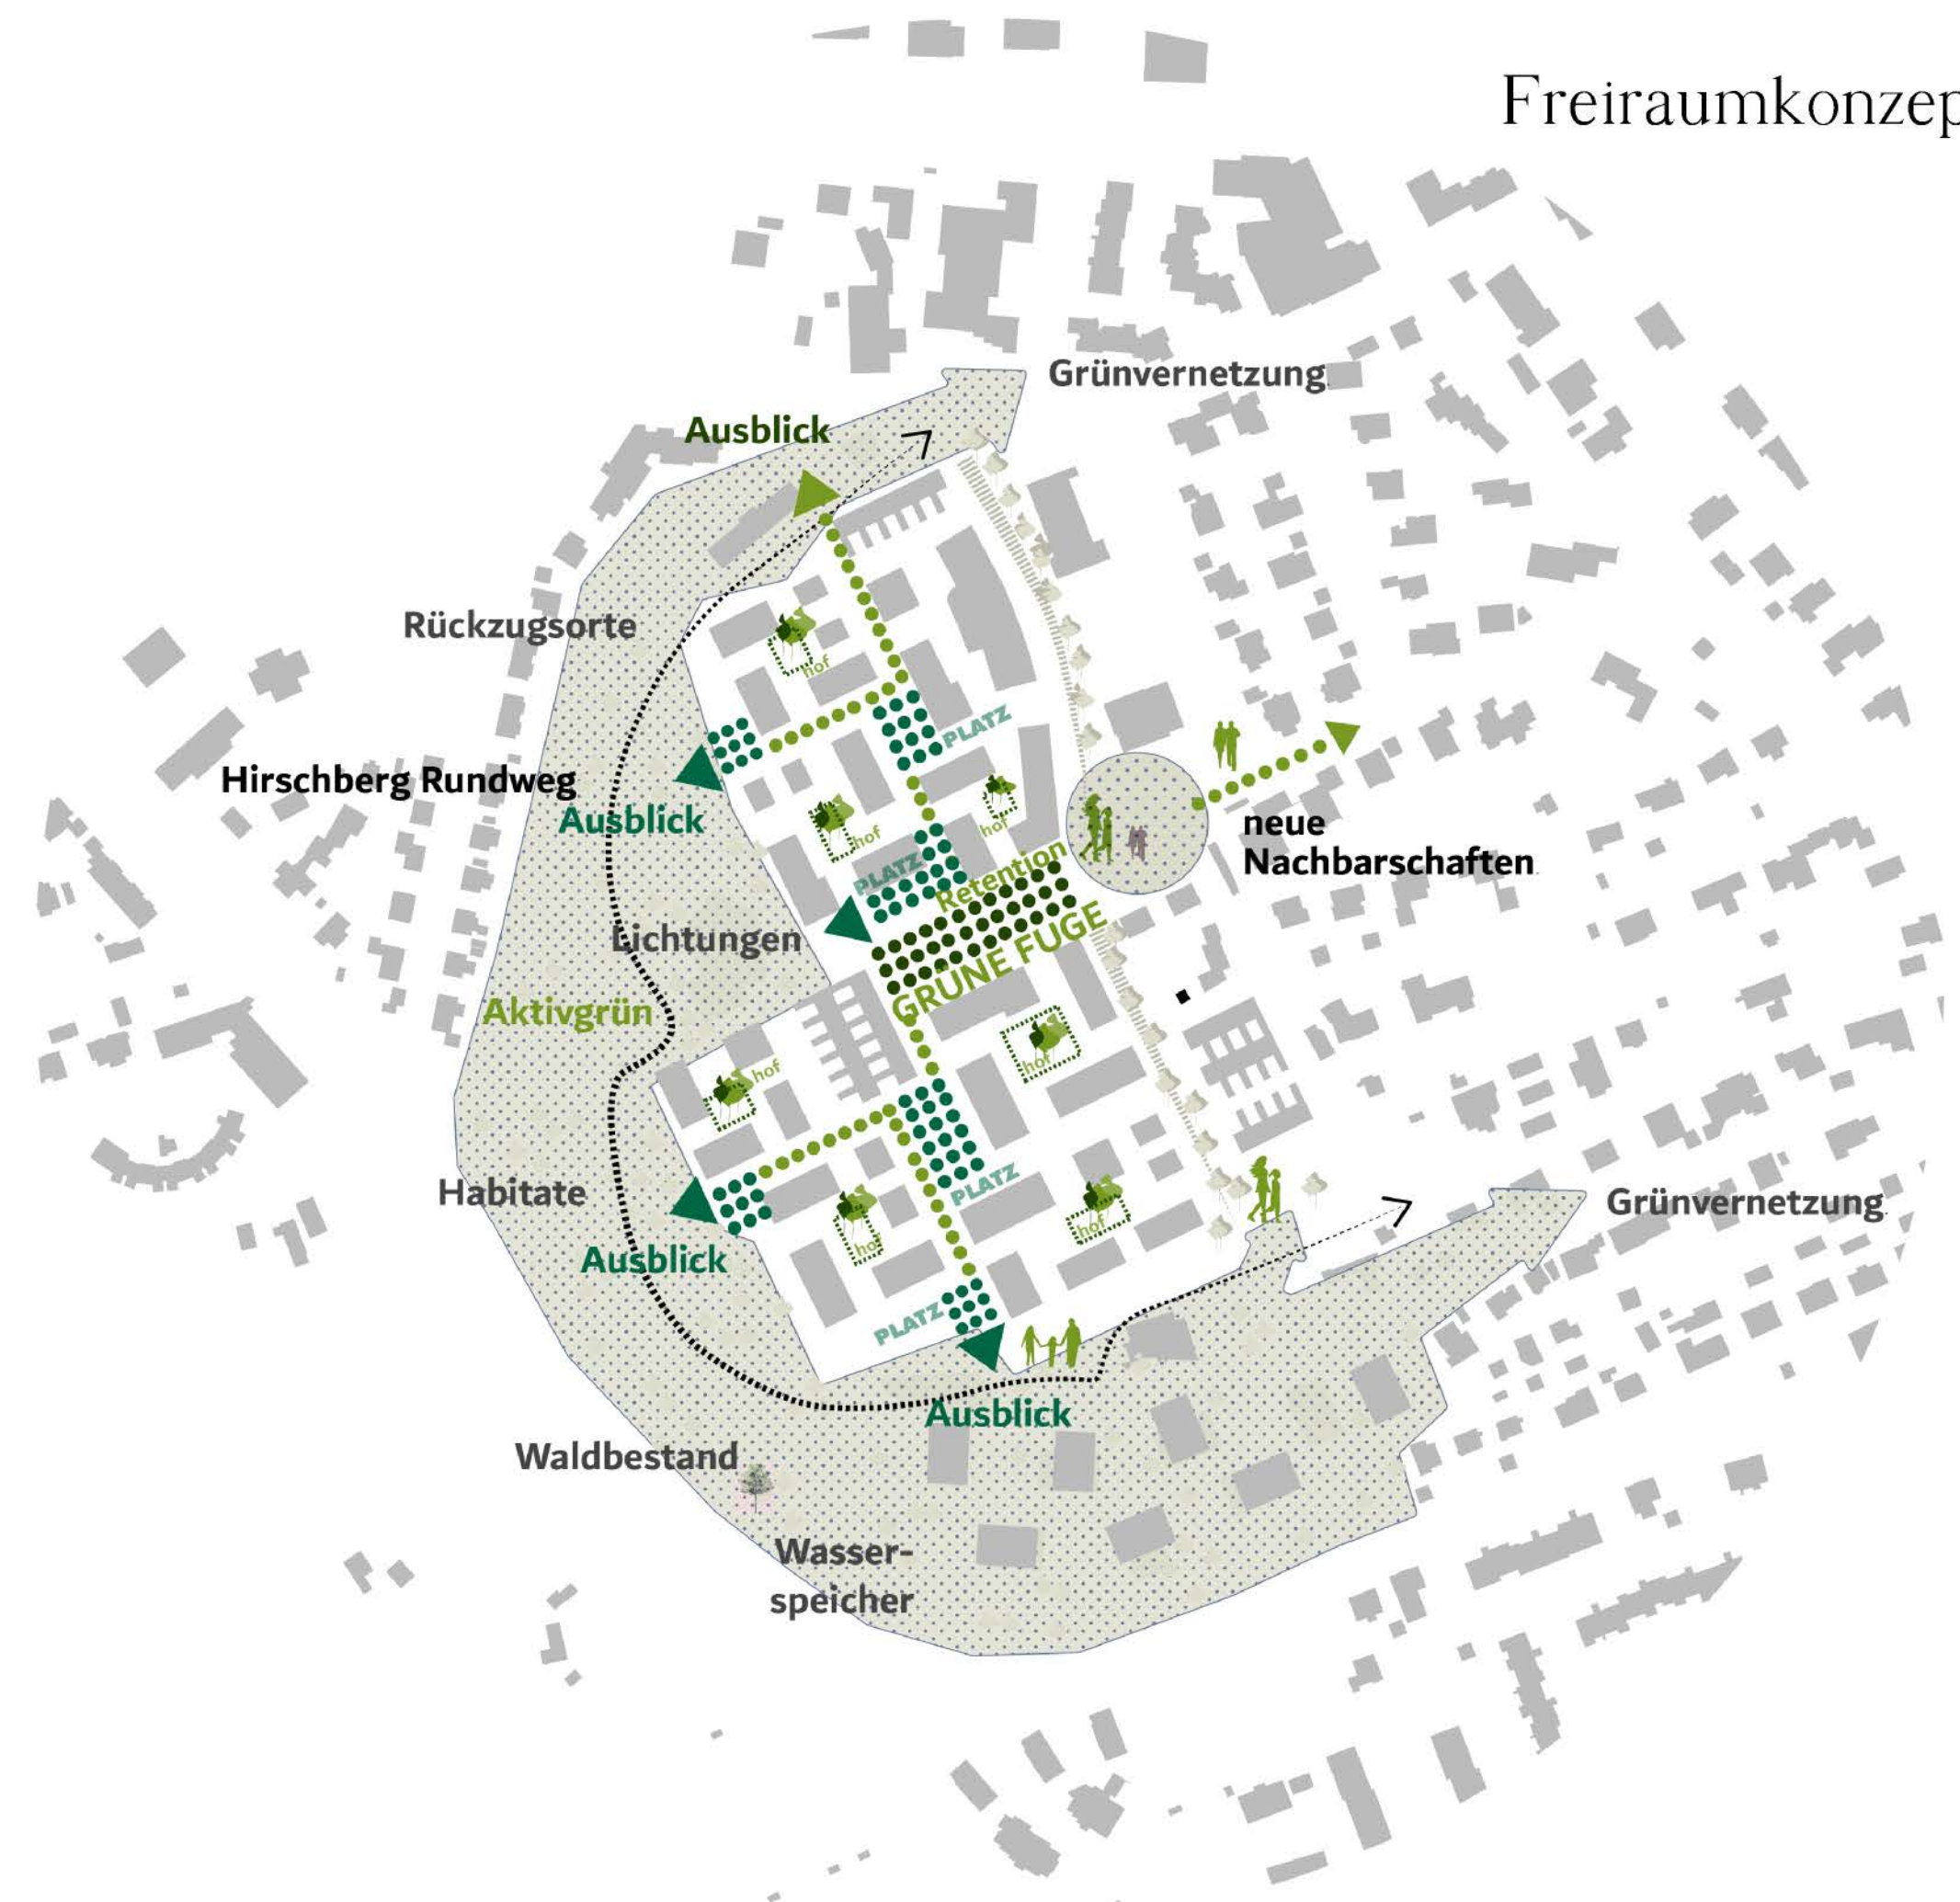 Freiraumkonzep
Grünvernetzung
Ausblick
Rückzugsorte
hof
PLATZ
Hirschberg Rundweg
Ausblick
hof
hof
neue
Nachbarschaften
PLATZ
Retention
Lichtungen
GRÜNE FUGE
Aktivgrün
hof
hof
Habitate
PLATZ
Grünvernetzung
hof
hof
Ausblick
PLATZ
Ausblick
Waldbestand
Wasser-
speicher